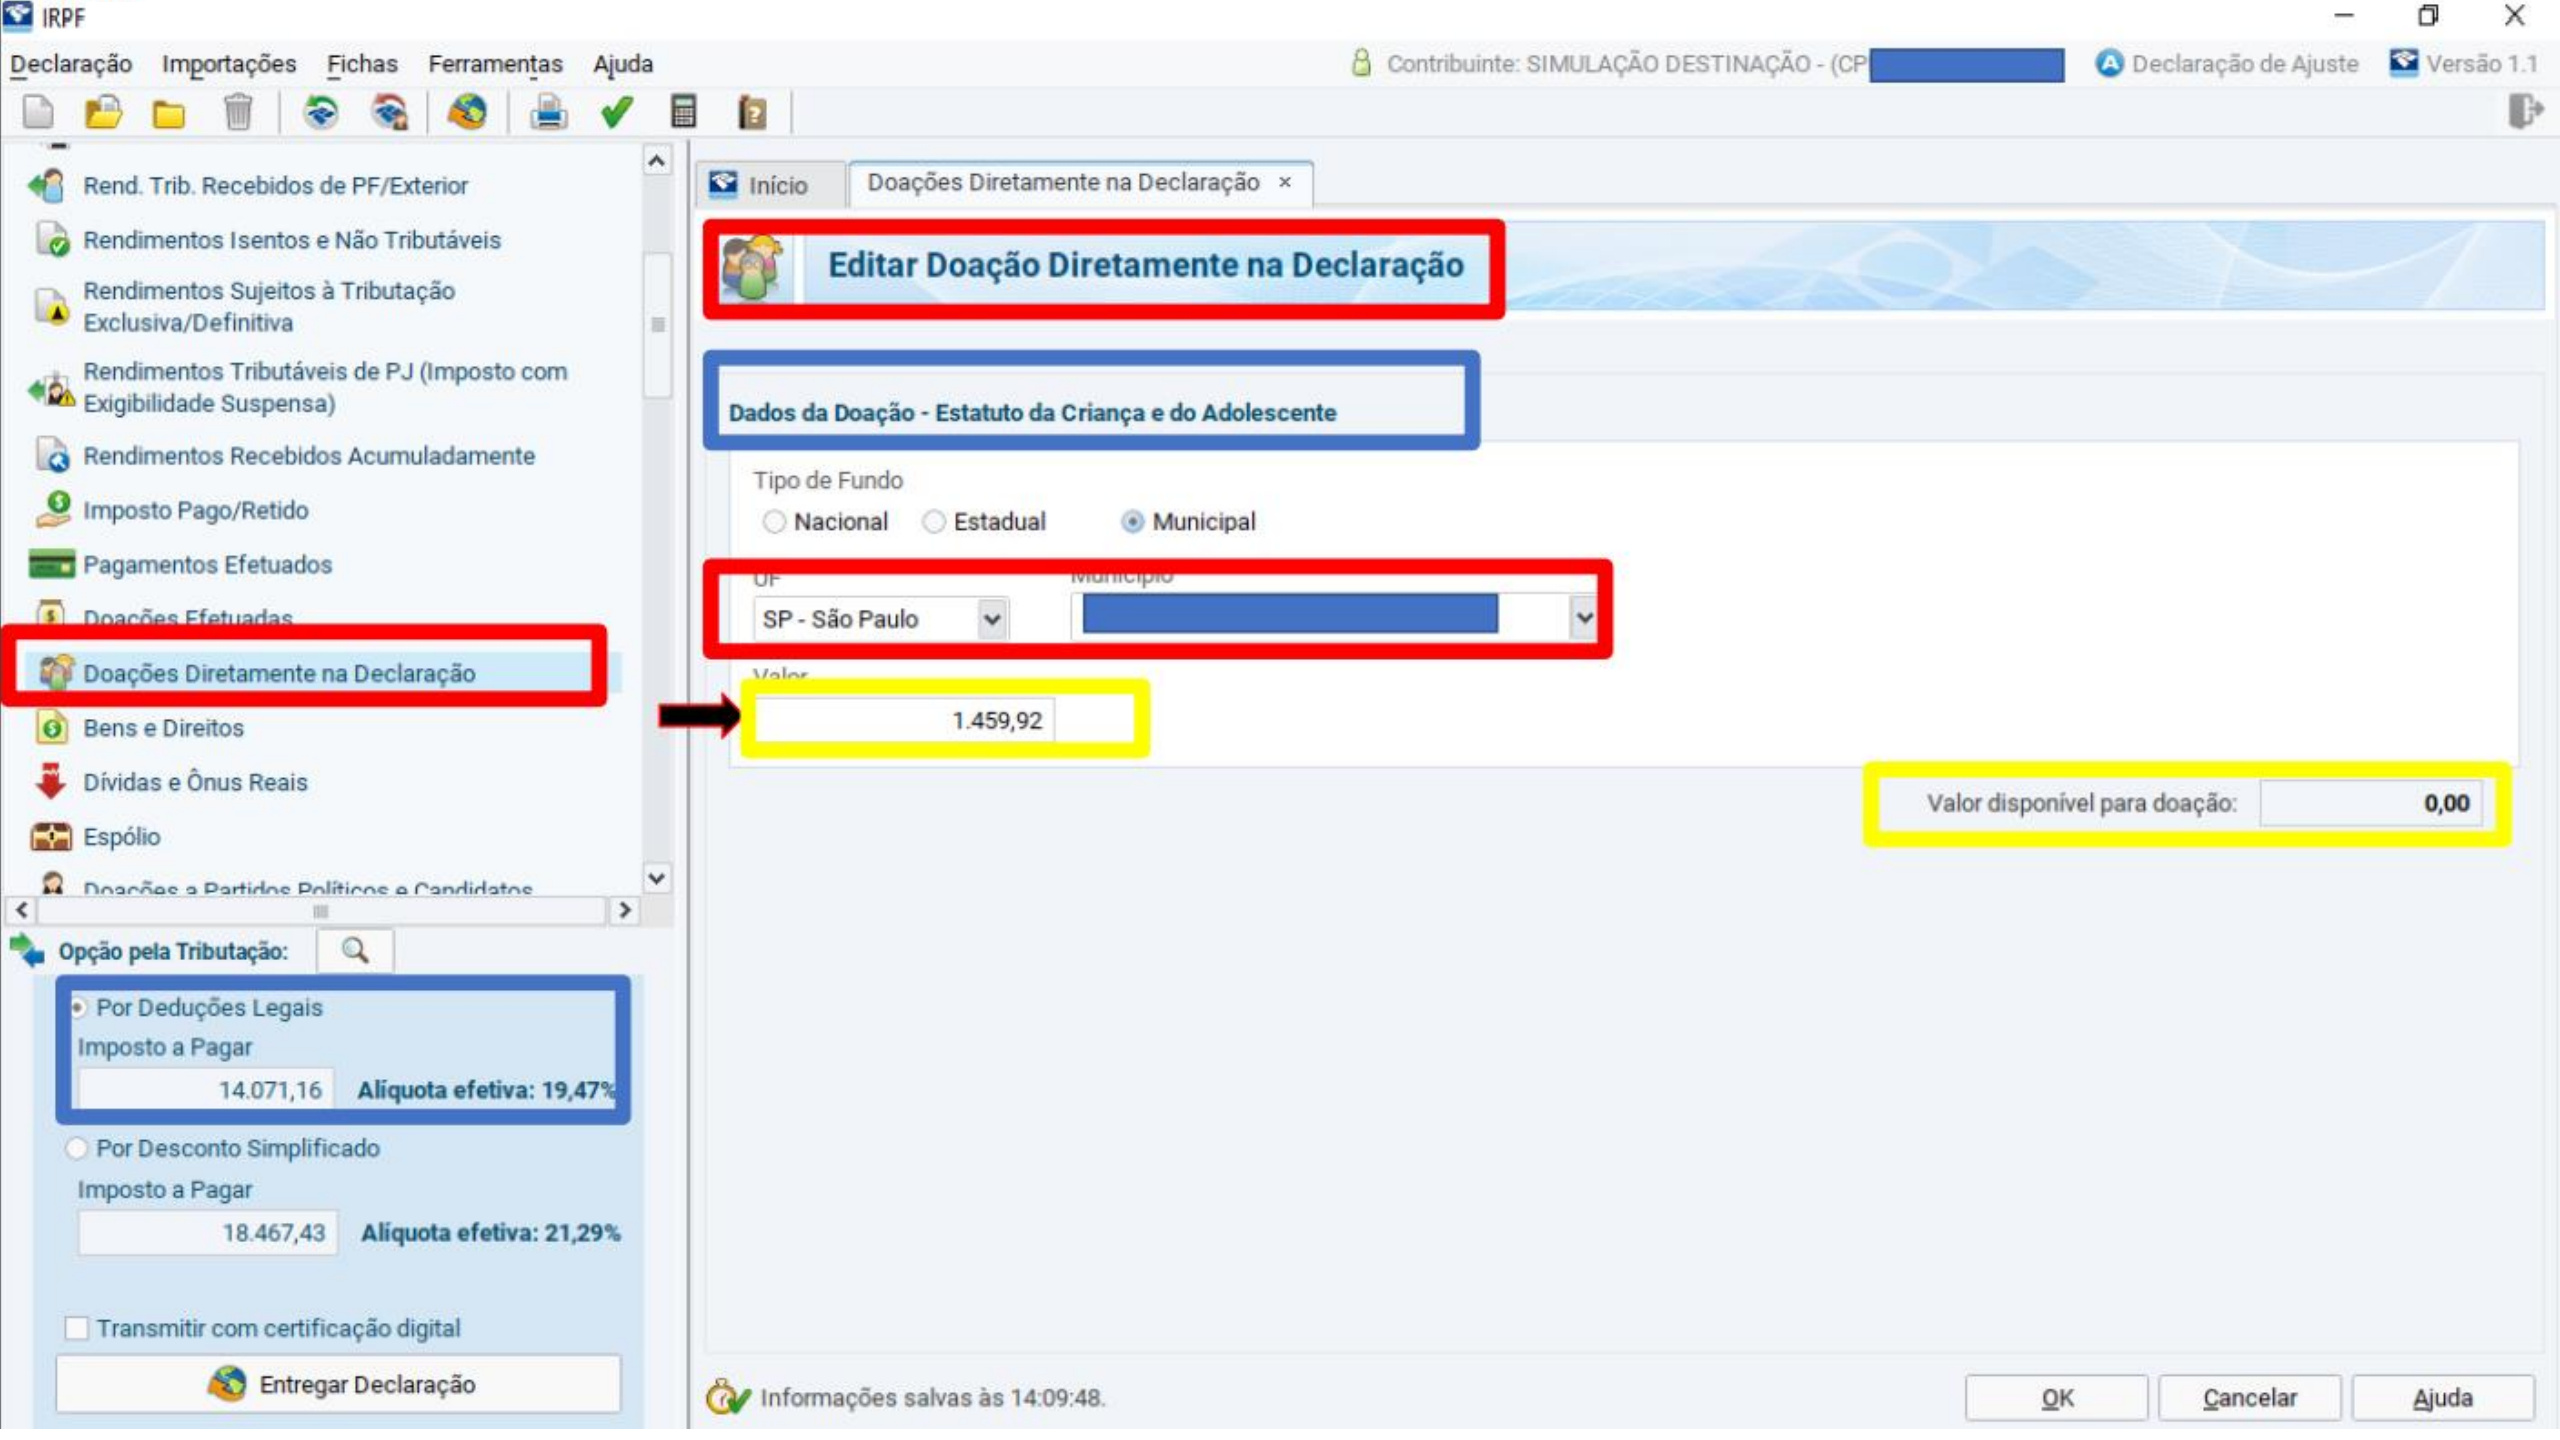 IRPF
Declaração Importações Fichas Ferramentas Ajuda
Contribuinte: SIMULAÇÃO DESTINAÇÃO - (CP
Declaração de Ajuste
Versão 1.1
Rend. Trib. Recebidos de PF/Exterior
Rendimentos Isentos e Não Tributáveis
Rendimentos Sujeitos à Tributação
Exclusiva/Definitiva
Rendimentos Tributáveis de PJ (Imposto com
Exigibilidade Suspensa)
Rendimentos Recebidos Acumuladamente
Imposto Pago/Retido
Pagamentos Efetuados
Doações Efetuadas
Doações Diretamente na Declaração
Bens e Direitos
Dívidas e Ônus Reais
Espólio
Doações a Partidos Políticos e Candidatos
Opção pela Tributação:
Por Deduções Legais
Imposto a Pagar
14.071,16 Alíquota efetiva: 19,47%
Por Desconto Simplificado
Imposto a Pagar
18.467,43 Alíquota efetiva: 21,29%
Transmitir com certificação digital
Entregar Declaração
Início
Doações Diretamente na Declaração ×
Editar Doação Diretamente na Declaração
Dados da Doação - Estatuto da Criança e do Adolescente
Tipo de Fundo
Nacional Estadual Municipal
UF Município
SP - São Paulo
Valor
1.459,92
Valor disponível para doação: 0,00
Informações salvas às 14:09:48.
OK Cancelar Ajuda